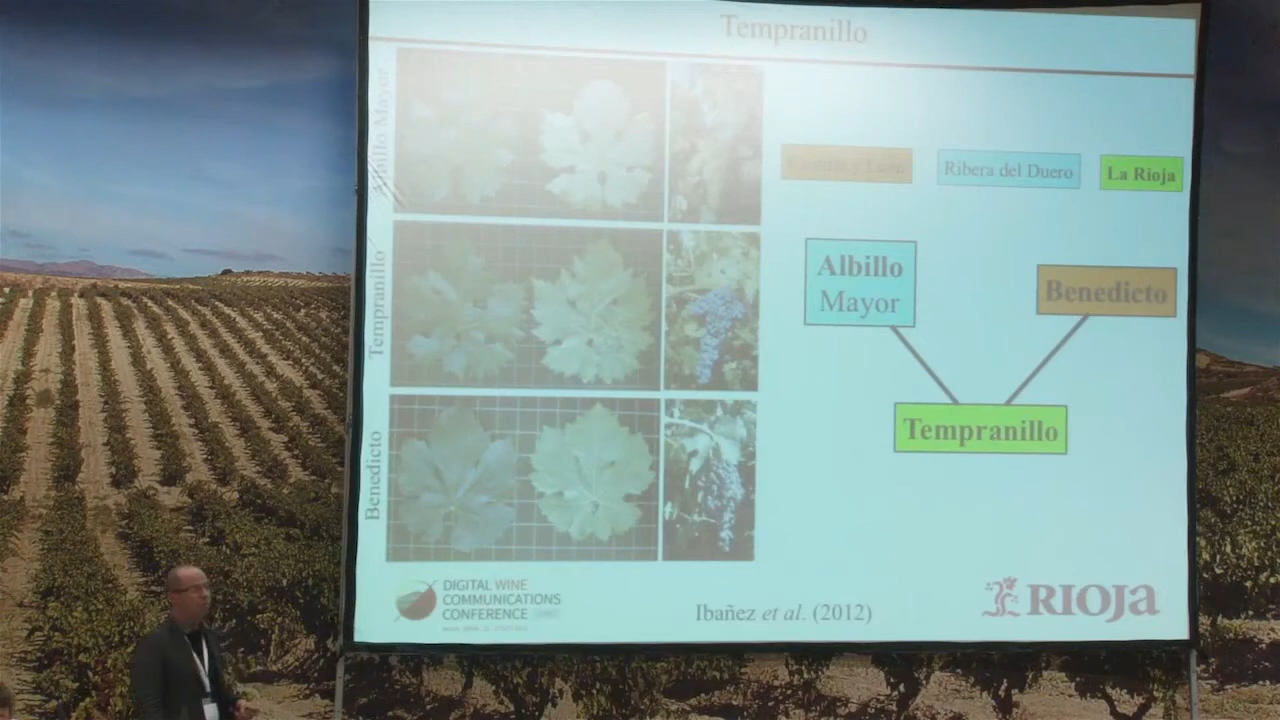 Tempranillo
Albillo Mayor
Tempranillo
Benedicto
Ribera del Duero
La Rioja
Albillo
Mayor
Benedicto
Tempranillo
DIGITAL WINE
COMMUNICATIONS
CONFERENCE
Ibañez et al. (2012)
RIOJA